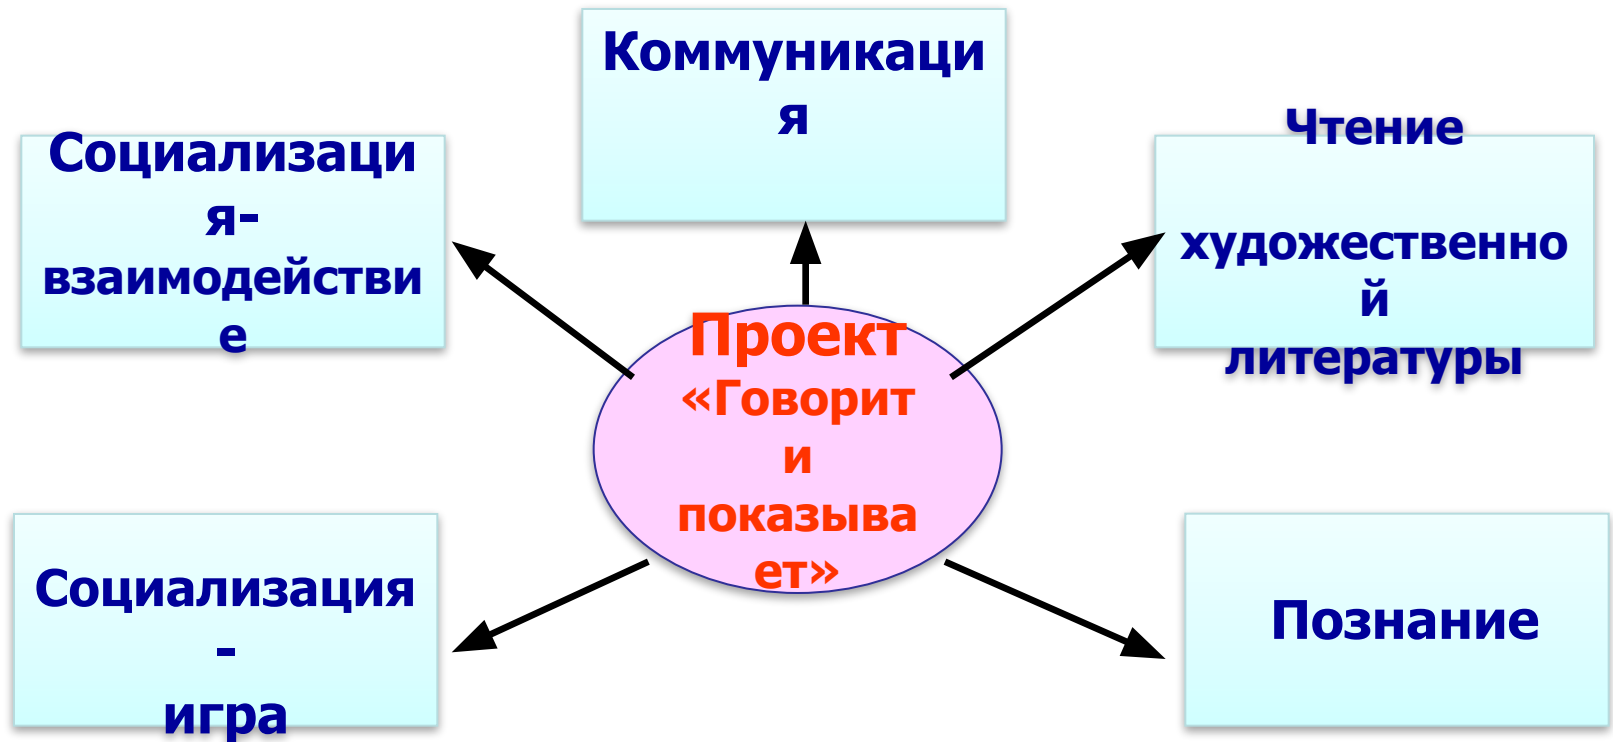 Коммуникаци
я
Социализаци
я-
взаимодействи
е
Чтение
художественно
й
литературы
Проект
«Говорит
и
показыва
ет»
Социализация
-
игра
Познание